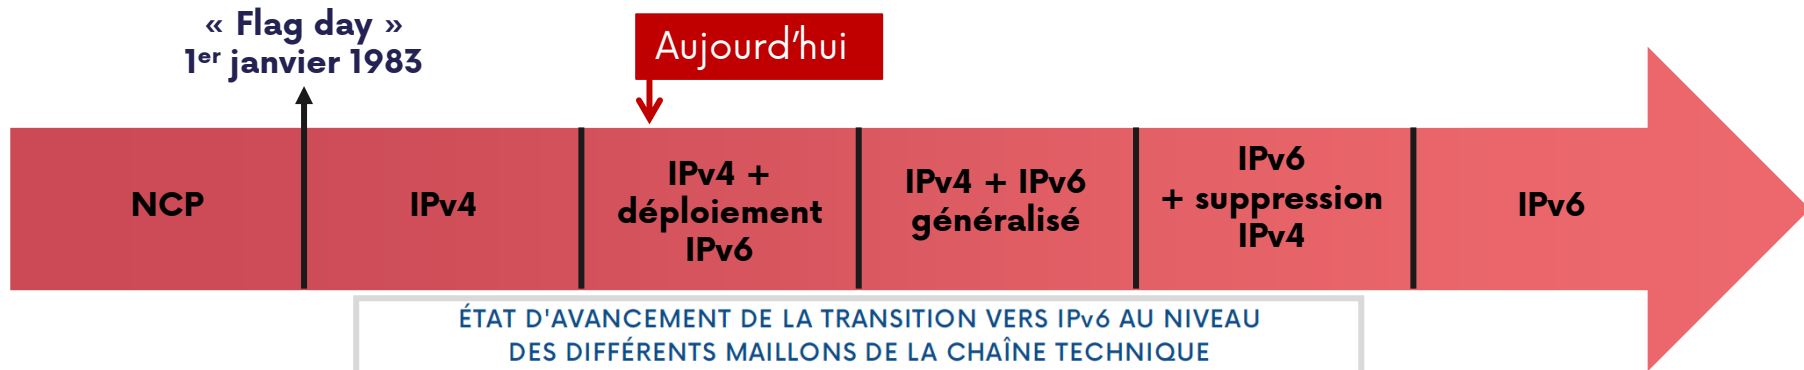 « Flag day »
1er janvier 1983
Aujourd'hui
NCP
IPv4
IPv4 +
déploiement
IPv6
IPv4 + IPv6
généralisé
IPv6
+ suppression
IPv4
IPv6
ÉTAT D'AVANCEMENT DE LA TRANSITION VERS IPv6 AU NIVEAU
DES DIFFÉRENTS MAILLONS DE LA CHAÎNE TECHNIQUE